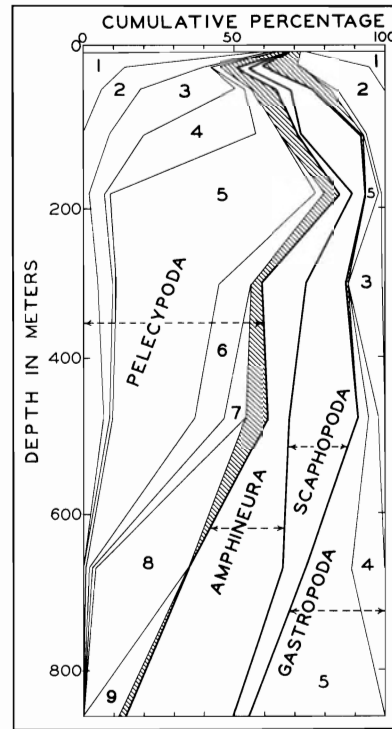 CUMULATIVE PERCENTAGE
0 50 100
0
1 1
2 3 2
4
5 5
200
3
PELECYPODA
6
400
7
SCAPHOPODA
AMPHINEURA
600
8 4
GASTROPODA
5
800
9
DEPTH IN METERS